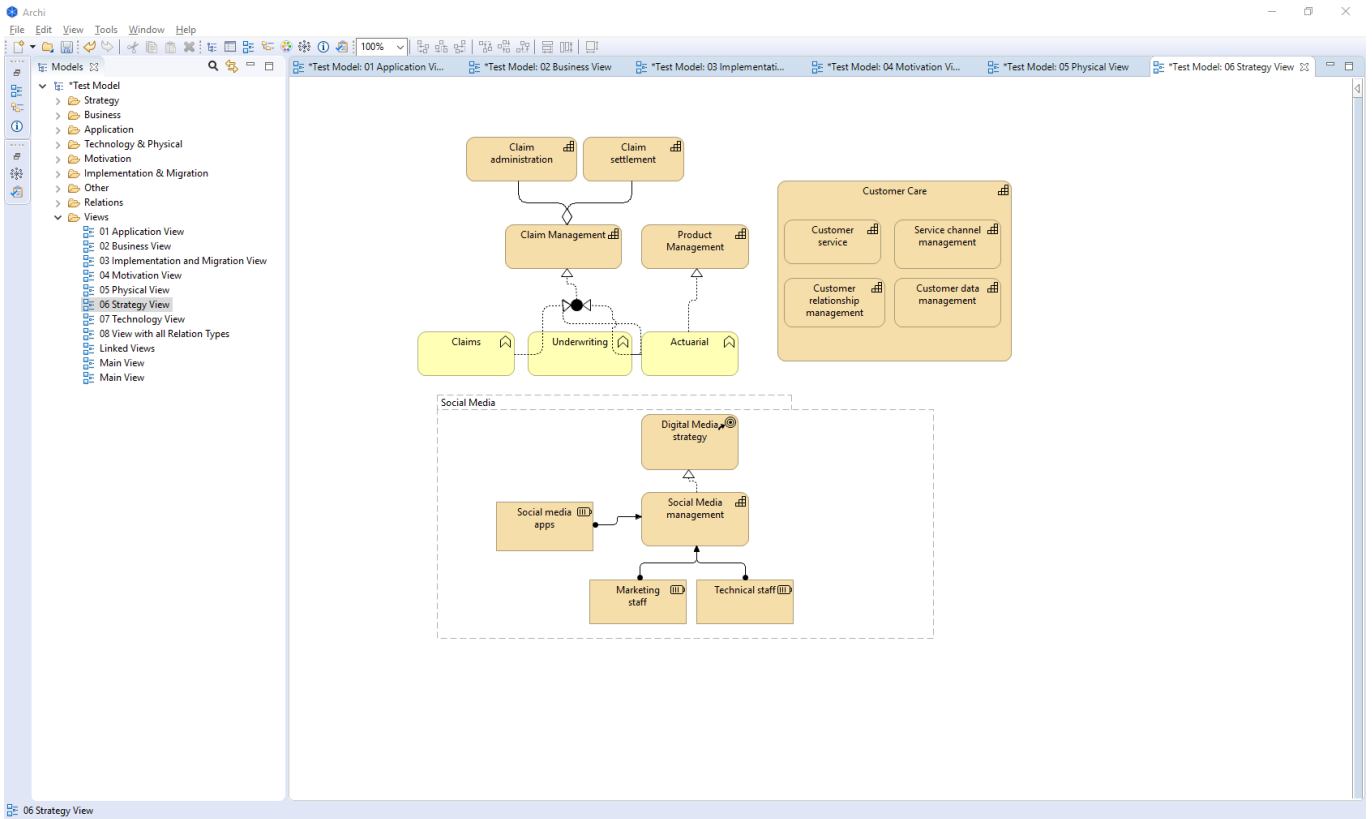 Archi
File Edit View Tools Window Help
100%
Models
*Test Model: 01 Application Vi...
*Test Model: 02 Business View
*Test Model: 03 Implementati...
*Test Model: 04 Motivation Vi...
*Test Model: 05 Physical View
*Test Model: 06 Strategy View
*Test Model
Strategy
Business
Application
Technology & Physical
Motivation
Implementation & Migration
Other
Relations
Views
01 Application View
02 Business View
03 Implementation and Migration View
04 Motivation View
05 Physical View
06 Strategy View
07 Technology View
08 View with all Relation Types
Linked Views
Main View
Main View
Claim
administration
Claim
settlement
Claim Management
Product
Management
Claims
Underwriting
Actuarial
Customer Care
Customer
service
Service channel
management
Customer
relationship
management
Customer data
management
Social Media
Digital Media
strategy
Social media
apps
Social Media
management
Marketing
staff
Technical staff
06 Strategy View